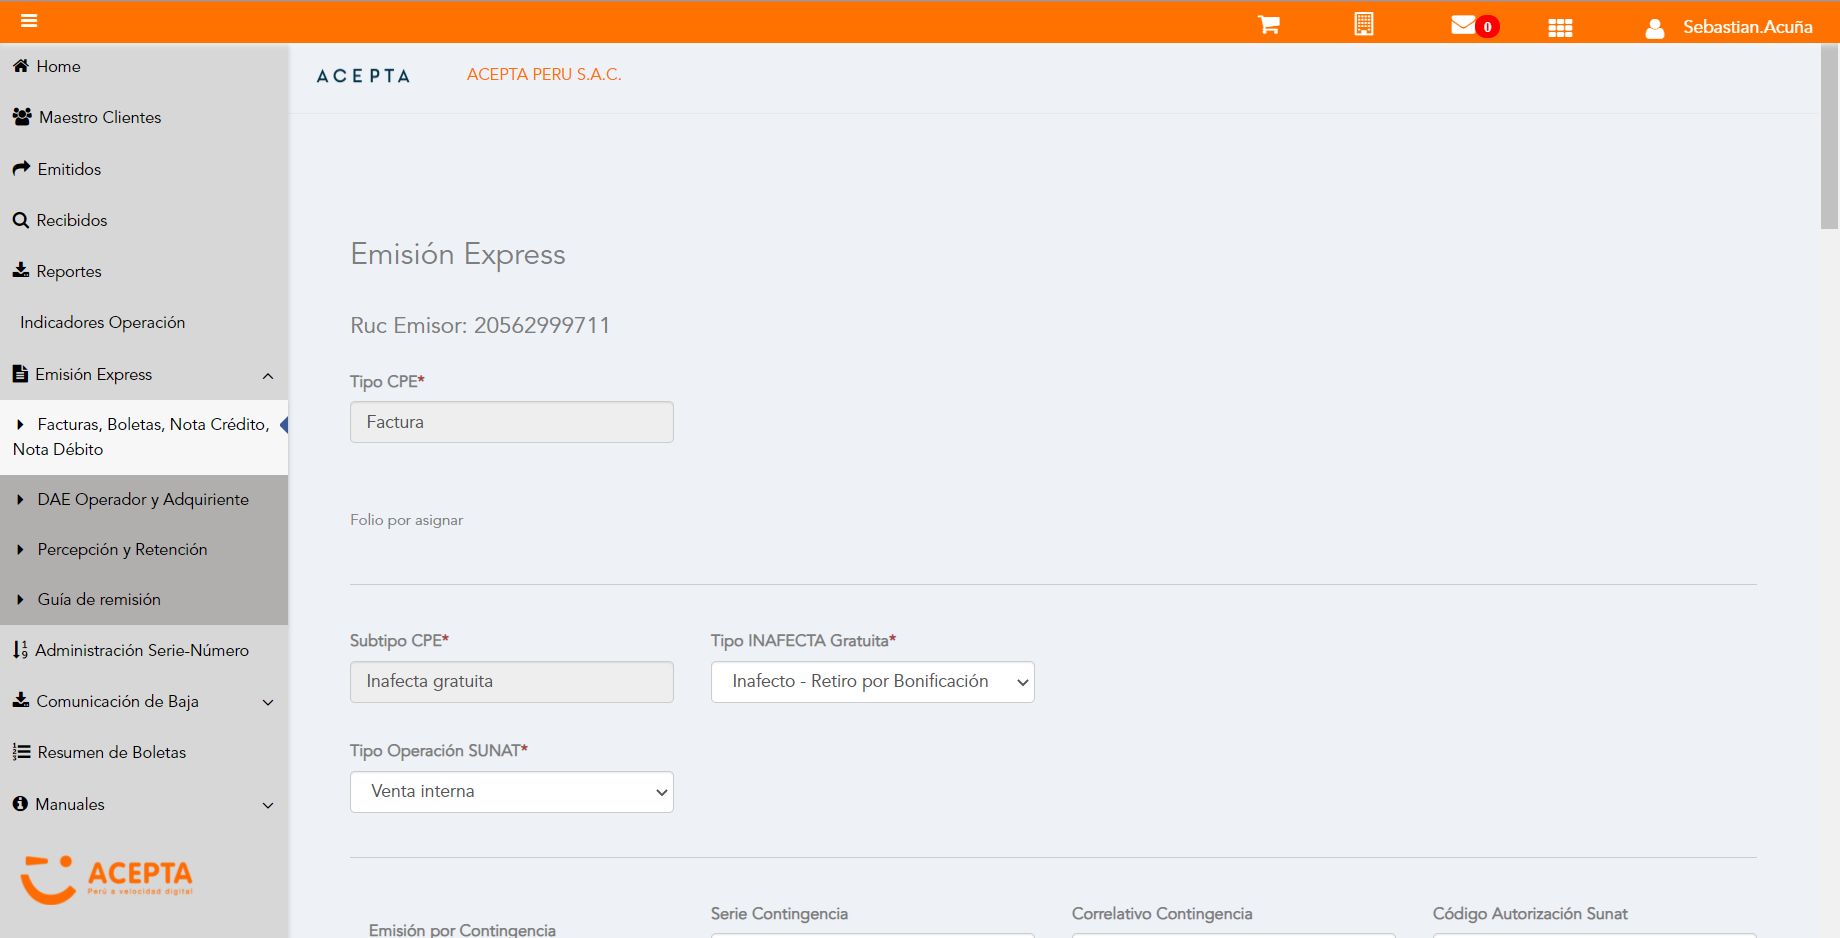 0
Sebastian.Acuña
Home
Maestro Clientes
Emitidos
Recibidos
Reportes
Indicadores Operación
Emisión Express
Facturas, Boletas, Nota Crédito,
Nota Débito
DAE Operador y Adquiriente
Percepción y Retención
Guía de remisión
Administración Serie-Número
Comunicación de Baja
Resumen de Boletas
Manuales
ACEPTA
Perú a velocidad digital
ACEPTA
ACEPTA PERU S.A.C.
Emisión Express
Ruc Emisor: 20562999711
Tipo CPE*
Factura
Folio por asignar
Subtipo CPE*
Inafecta gratuita
Tipo INAFECTA Gratuita*
Inafecto - Retiro por Bonificación
Tipo Operación SUNAT*
Venta interna
Emisión por Contingencia
Serie Contingencia
Correlativo Contingencia
Código Autorización Sunat